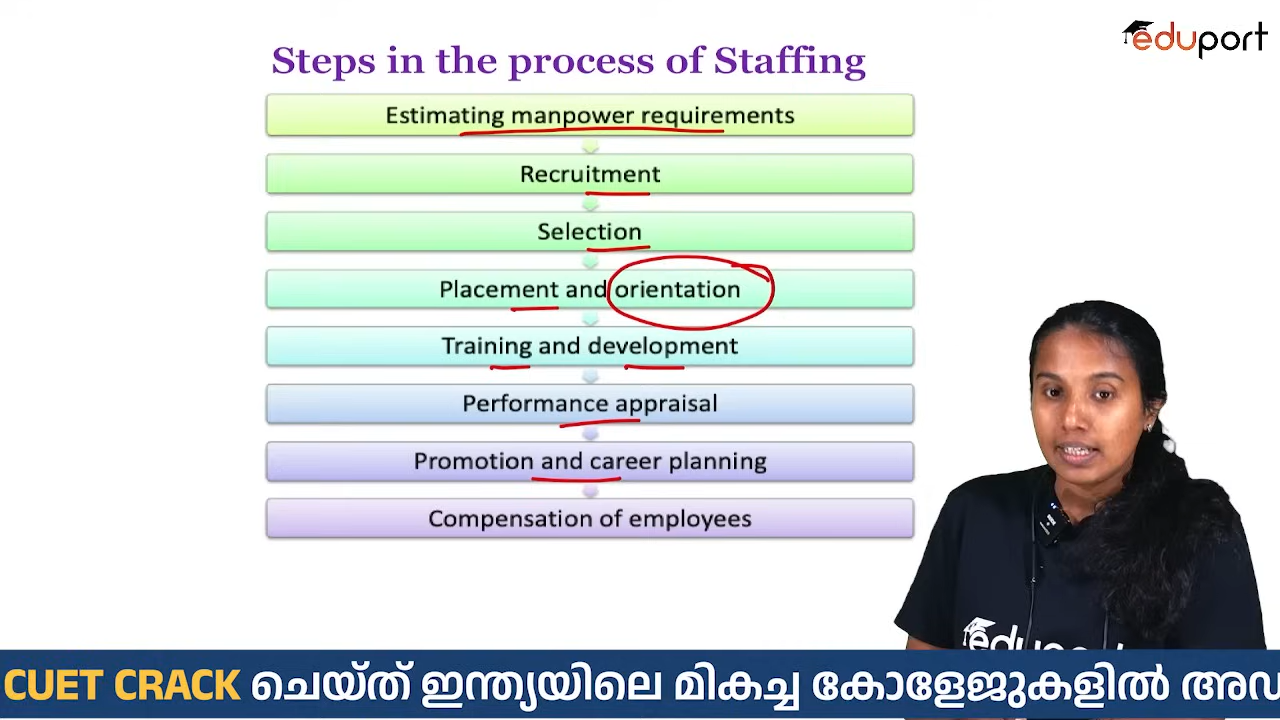 eduport
Steps in the process of Staffing
Estimating manpower requirements
Recruitment
Selection
Placement and orientation
Training and development
Performance appraisal
Promotion and career planning
Compensation of employees
CUET CRACK ചെയ്ത് ഇന്ത്യയിലെ മികച്ച കോളേജുകളിൽ